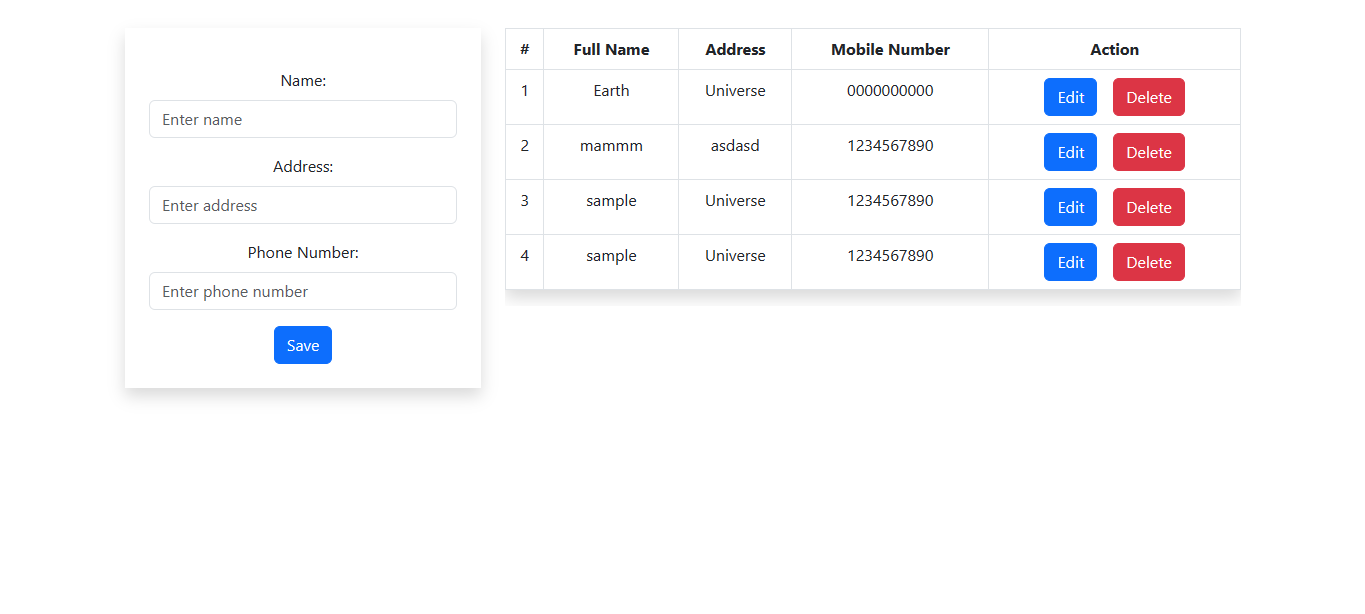 Name:
Enter name
Address:
Enter address
Phone Number:
Enter phone number
Save
# Full Name Address Mobile Number Action
1 Earth Universe 0000000000 Edit Delete
2 mammm asdasd 1234567890 Edit Delete
3 sample Universe 1234567890 Edit Delete
4 sample Universe 1234567890 Edit Delete